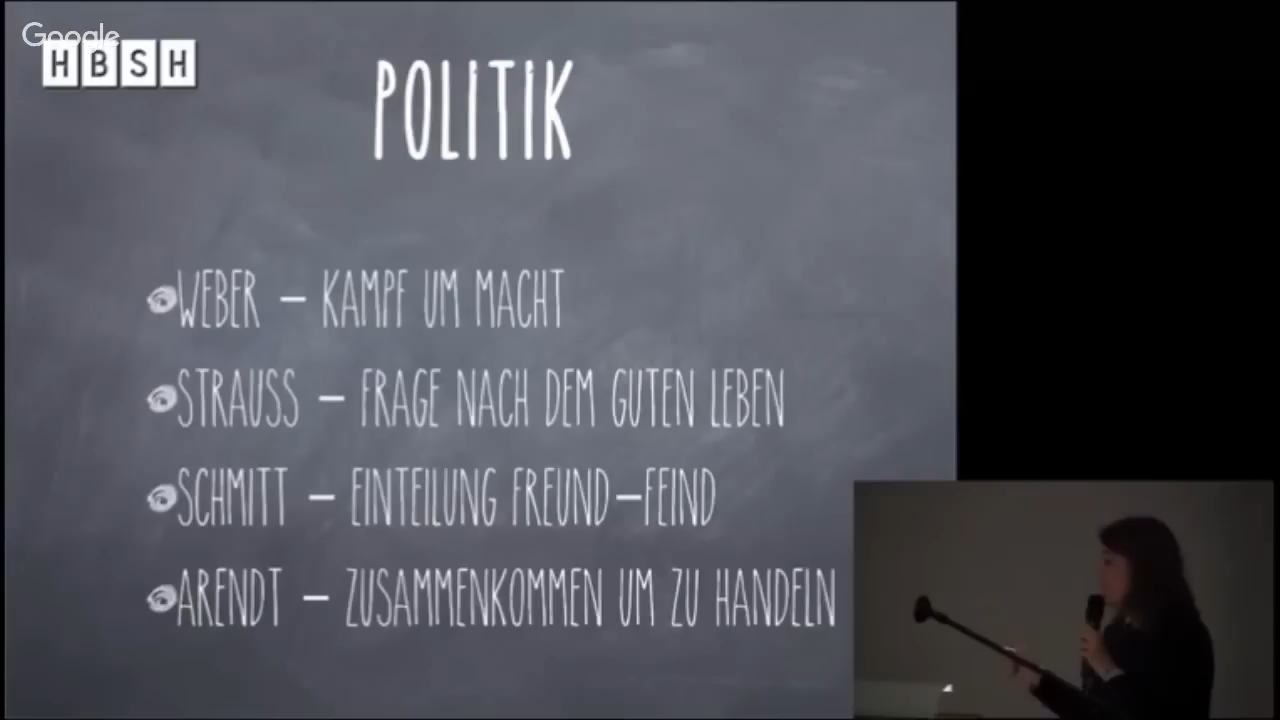 Google
HBSH
POLITIK
WEBER – KAMPF UM MACHT
STRAUSS – FRAGE NACH DEM GUTEN LEBEN
SCHMITT – EINTEILUNG FREUND–FEIND
ARENDT – ZUSAMMENKOMMEN UM ZU HANDELN